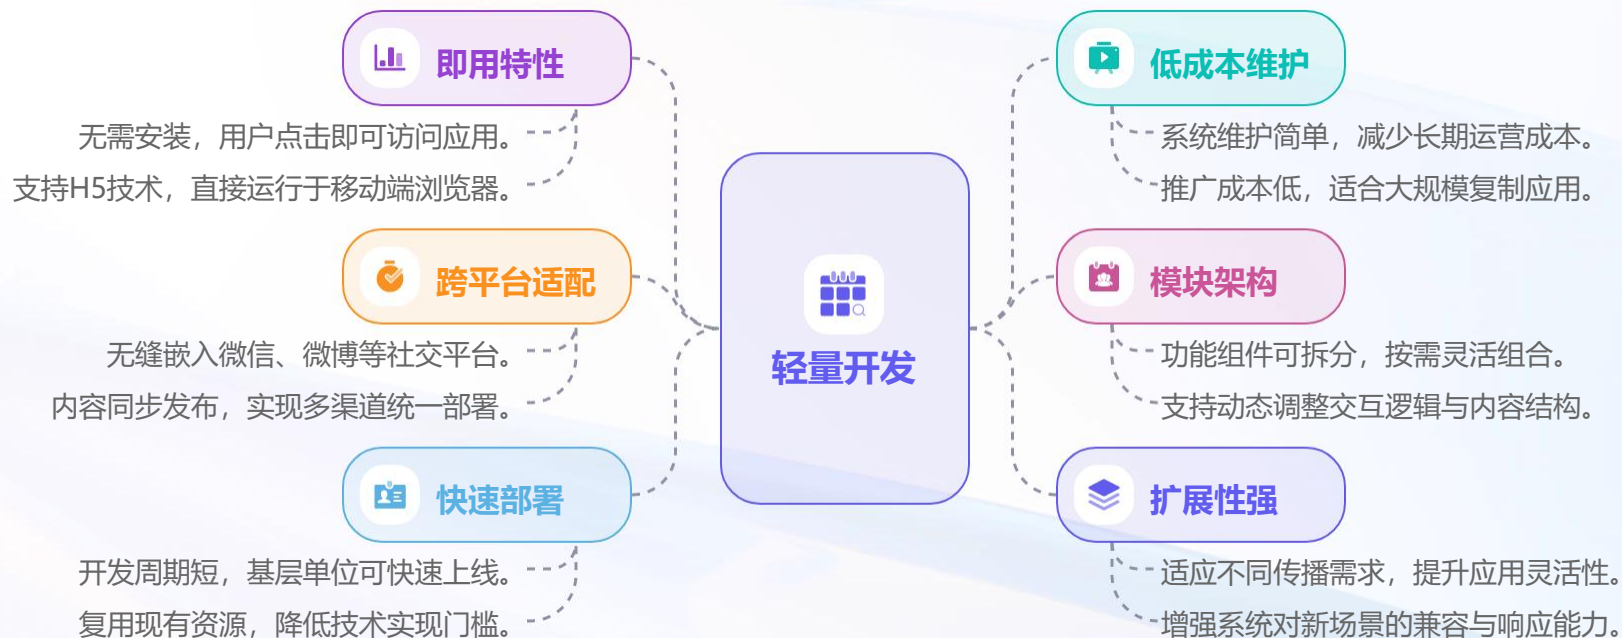 即用特性
无需安装，用户点击即可访问应用。
支持H5技术，直接运行于移动端浏览器。
跨平台适配
无缝嵌入微信、微博等社交平台。
内容同步发布，实现多渠道统一部署。
快速部署
开发周期短，基层单位可快速上线。
复用现有资源，降低技术实现门槛。
轻量开发
低成本维护
系统维护简单，减少长期运营成本。
推广成本低，适合大规模复制应用。
模块架构
功能组件可拆分，按需灵活组合。
支持动态调整交互逻辑与内容结构。
扩展性强
适应不同传播需求，提升应用灵活性。
增强系统对新场景的兼容与响应能力。